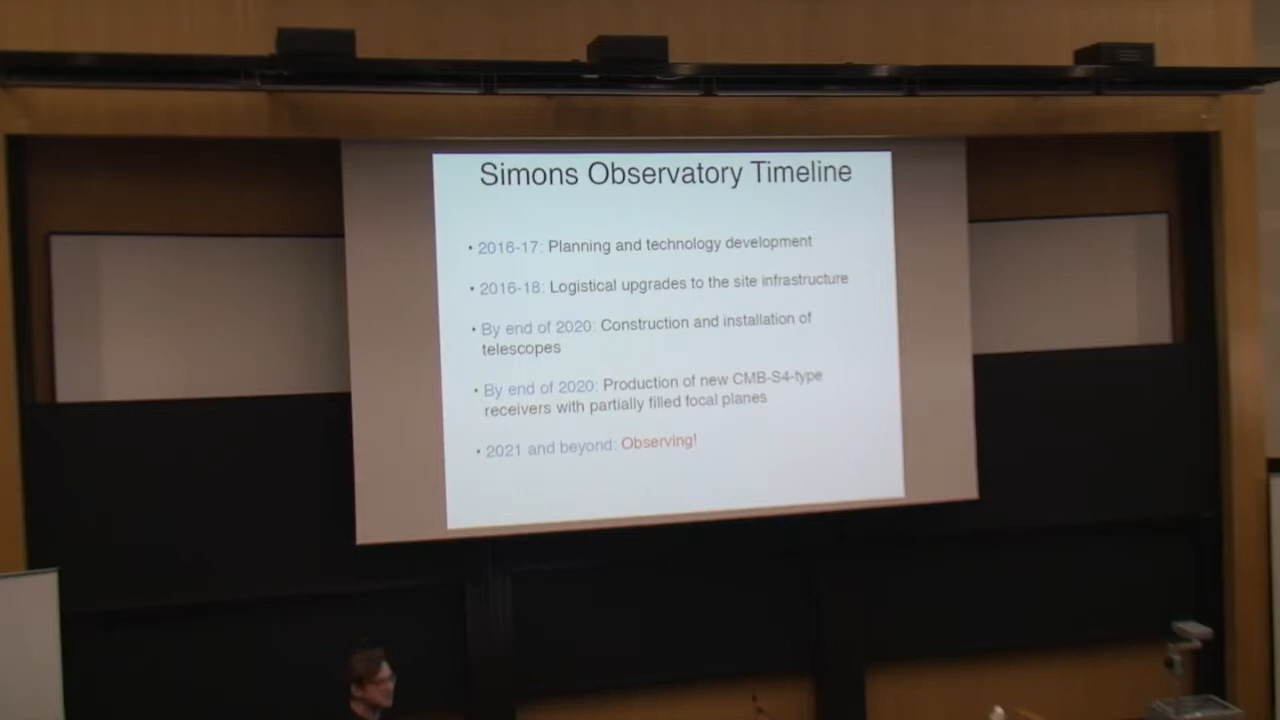 Simons Observatory Timeline
• 2016-17: Planning and technology development
• 2016-18: Logistical upgrades to the site infrastructure
• By end of 2020: Construction and installation of
telescopes
• By end of 2020: Production of new CMB-S4-type
receivers with partially filled focal planes
• 2021 and beyond: Observing!